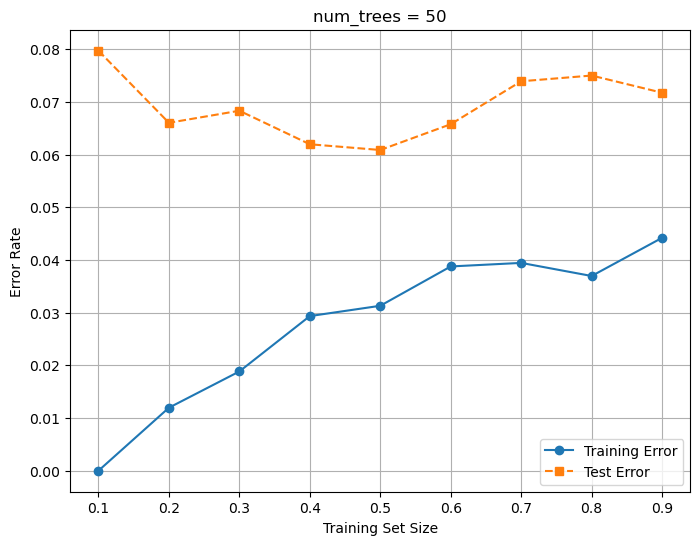 num_trees = 50
Error Rate
0.08
0.07
0.06
0.05
0.04
0.03
0.02
0.01
0.00
Training Error
Test Error
0.1 0.2 0.3 0.4 0.5 0.6 0.7 0.8 0.9
Training Set Size